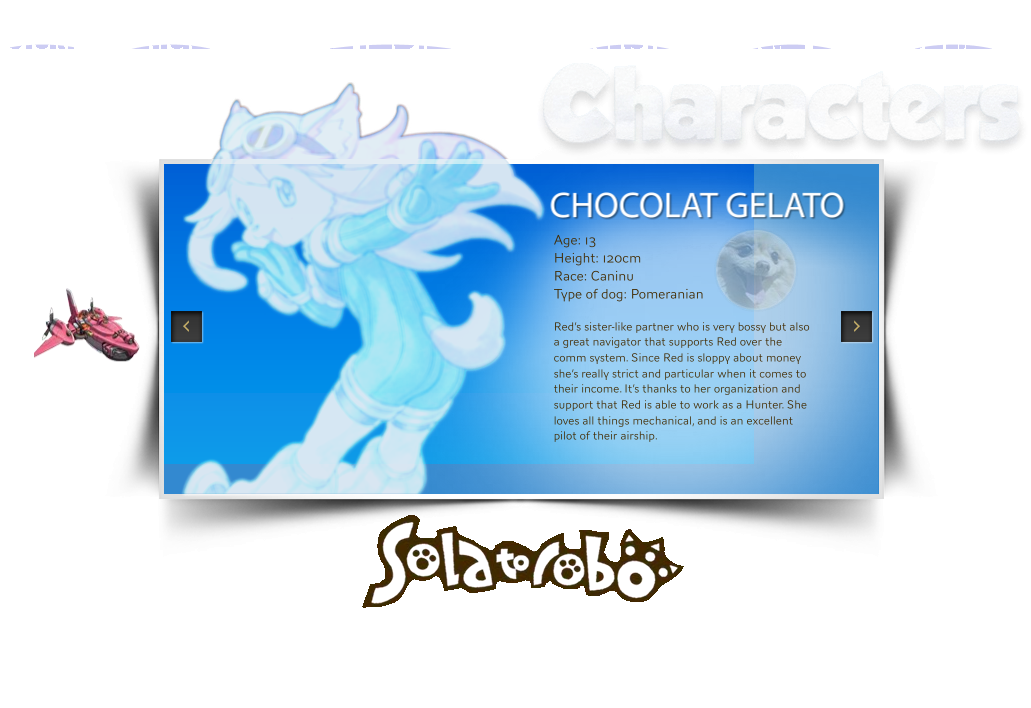 Characters
CHOCOLAT GELATO
Age: 13
Height: 120cm
Race: Caninu
Type of dog: Pomeranian
Red's sister-like partner who is very bossy but also
a great navigator that supports Red over the
comm system. Since Red is sloppy about money
she's really strict and particular when it comes to
their income. It's thanks to her organization and
support that Red is able to work as a Hunter. She
loves all things mechanical, and is an excellent
pilot of their airship.
Solatorobo